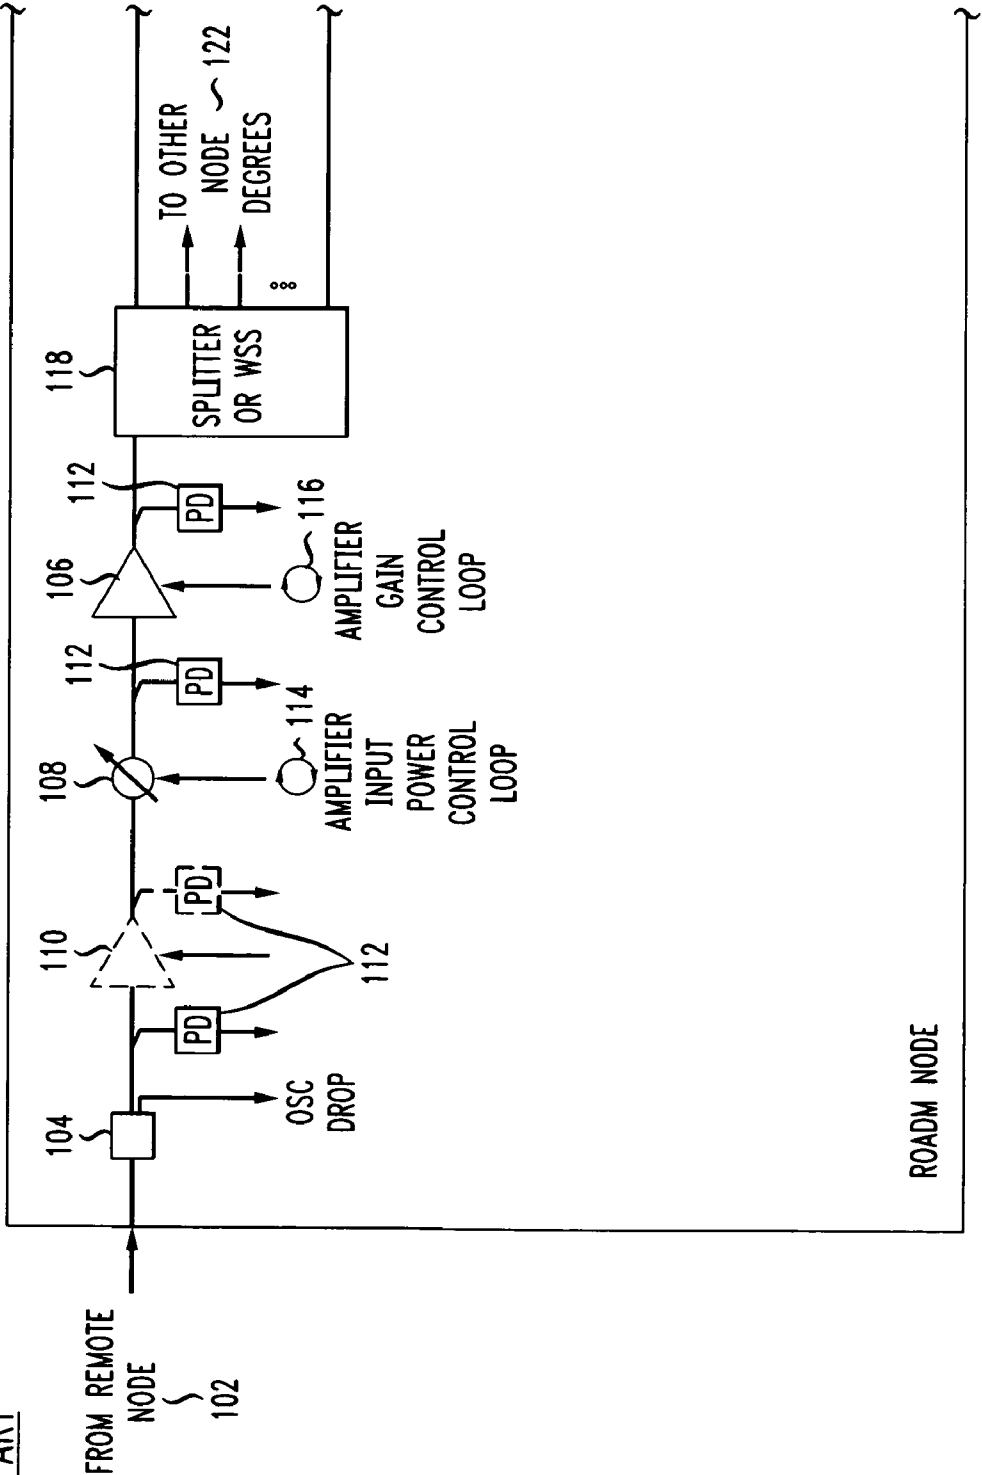 ART
FROM REMOTE
NODE
102
104
OSC
DROP
PD
110
PD
112
108
114
AMPLIFIER
INPUT
POWER
CONTROL
LOOP
112
PD
106
116
AMPLIFIER
GAIN
CONTROL
LOOP
112
PD
118
SPLITTER
OR WSS
TO OTHER
NODE 122
DEGREES
ROADM NODE